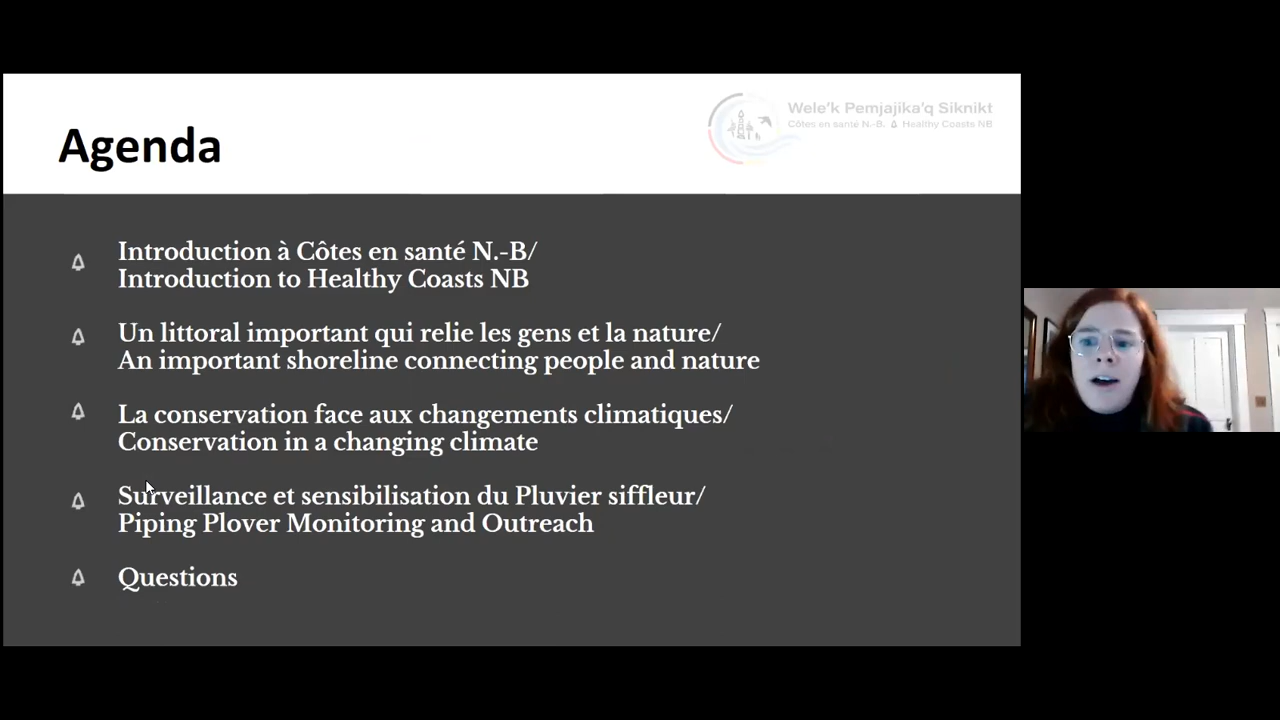 Agenda
Wele'k Pemjajika'q Siknikt
Côtes en santé N.-B. Healthy Coasts NB
Introduction à Côtes en santé N.-B/
Introduction to Healthy Coasts NB
Un littoral important qui relie les gens et la nature/
An important shoreline connecting people and nature
La conservation face aux changements climatiques/
Conservation in a changing climate
Surveillance et sensibilisation du Pluvier siffleur/
Piping Plover Monitoring and Outreach
Questions